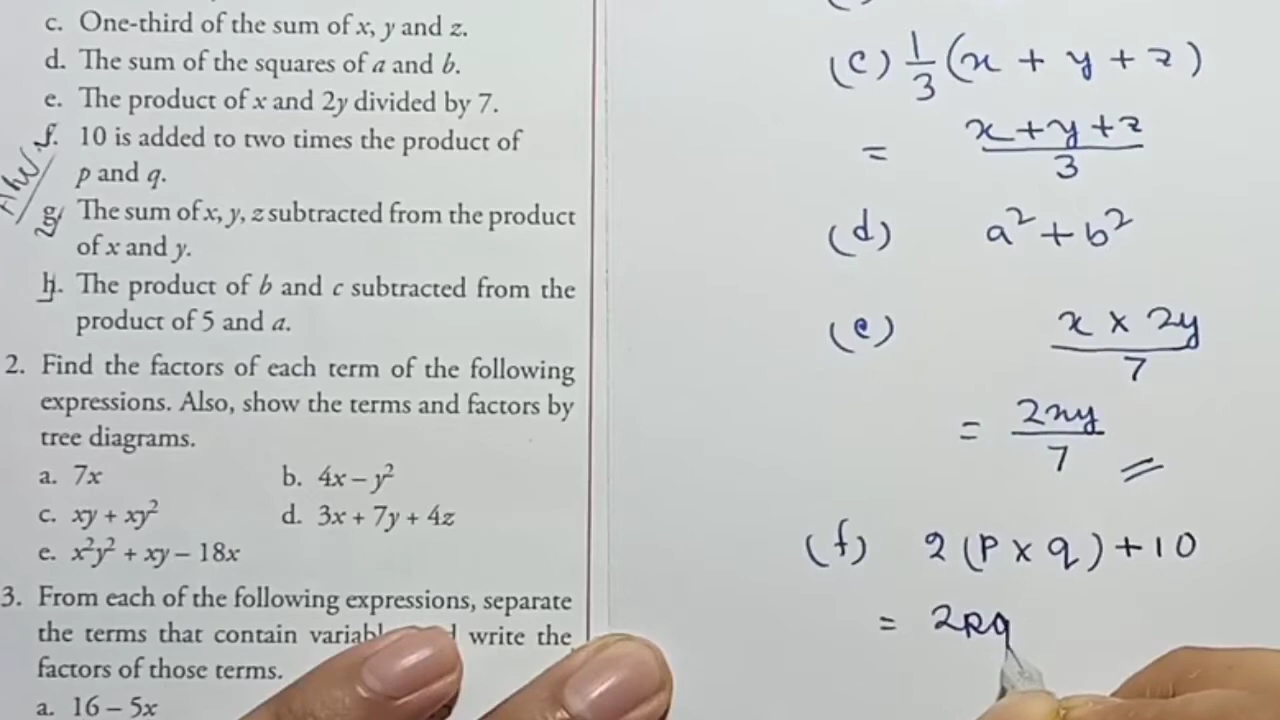 c. One-third of the sum of x, y and z.
d. The sum of the squares of a and b.
e. The product of x and 2y divided by 7.
f. 10 is added to two times the product of
p and q.
g. The sum of x, y, z subtracted from the product
of x and y.
h. The product of b and c subtracted from the
product of 5 and a.
2. Find the factors of each term of the following
expressions. Also, show the terms and factors by
tree diagrams.
a. 7x
b. 4x – y²
c. xy + xy²
d. 3x + 7y + 4z
e. x²y² + xy – 18x
3. From each of the following expressions, separate
the terms that contain write the
factors of those terms.
a. 16 – 5x
(c) 1/3 (x + y + z)
= x+y+z/3
(d) a² + b²
(e) x × 2y/7
= 2xy/7
(f) 2(p × q) + 10
= 2pq